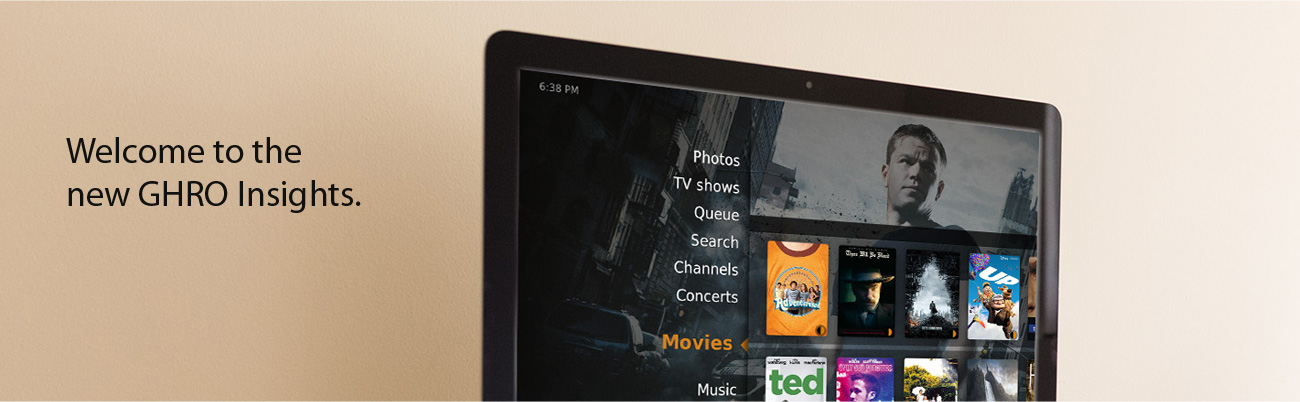 Welcome to the
new GHRO Insights.
6:38 PM
Photos
TV shows
Queue
Search
Channels
Concerts
Movies
Music
Adventureland
There Will Be Blood
UP
ted